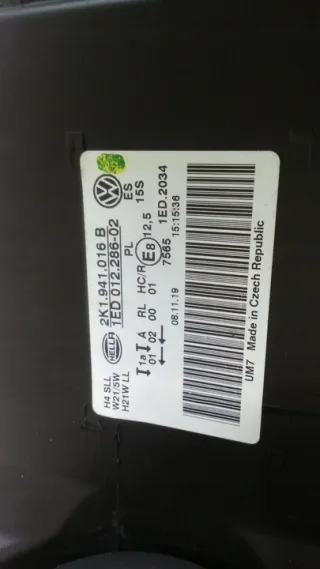 2K1.941.016 B
ES
1ED 012.286-02
15S
HELLA
PL
H4 SLL
W21/5W
H21W LL
1a A RL HC/R E8 12,5
01 02 00 01 7565
1ED.2034
08.11.19 15:15:36
UM7 Made in Czech Republic